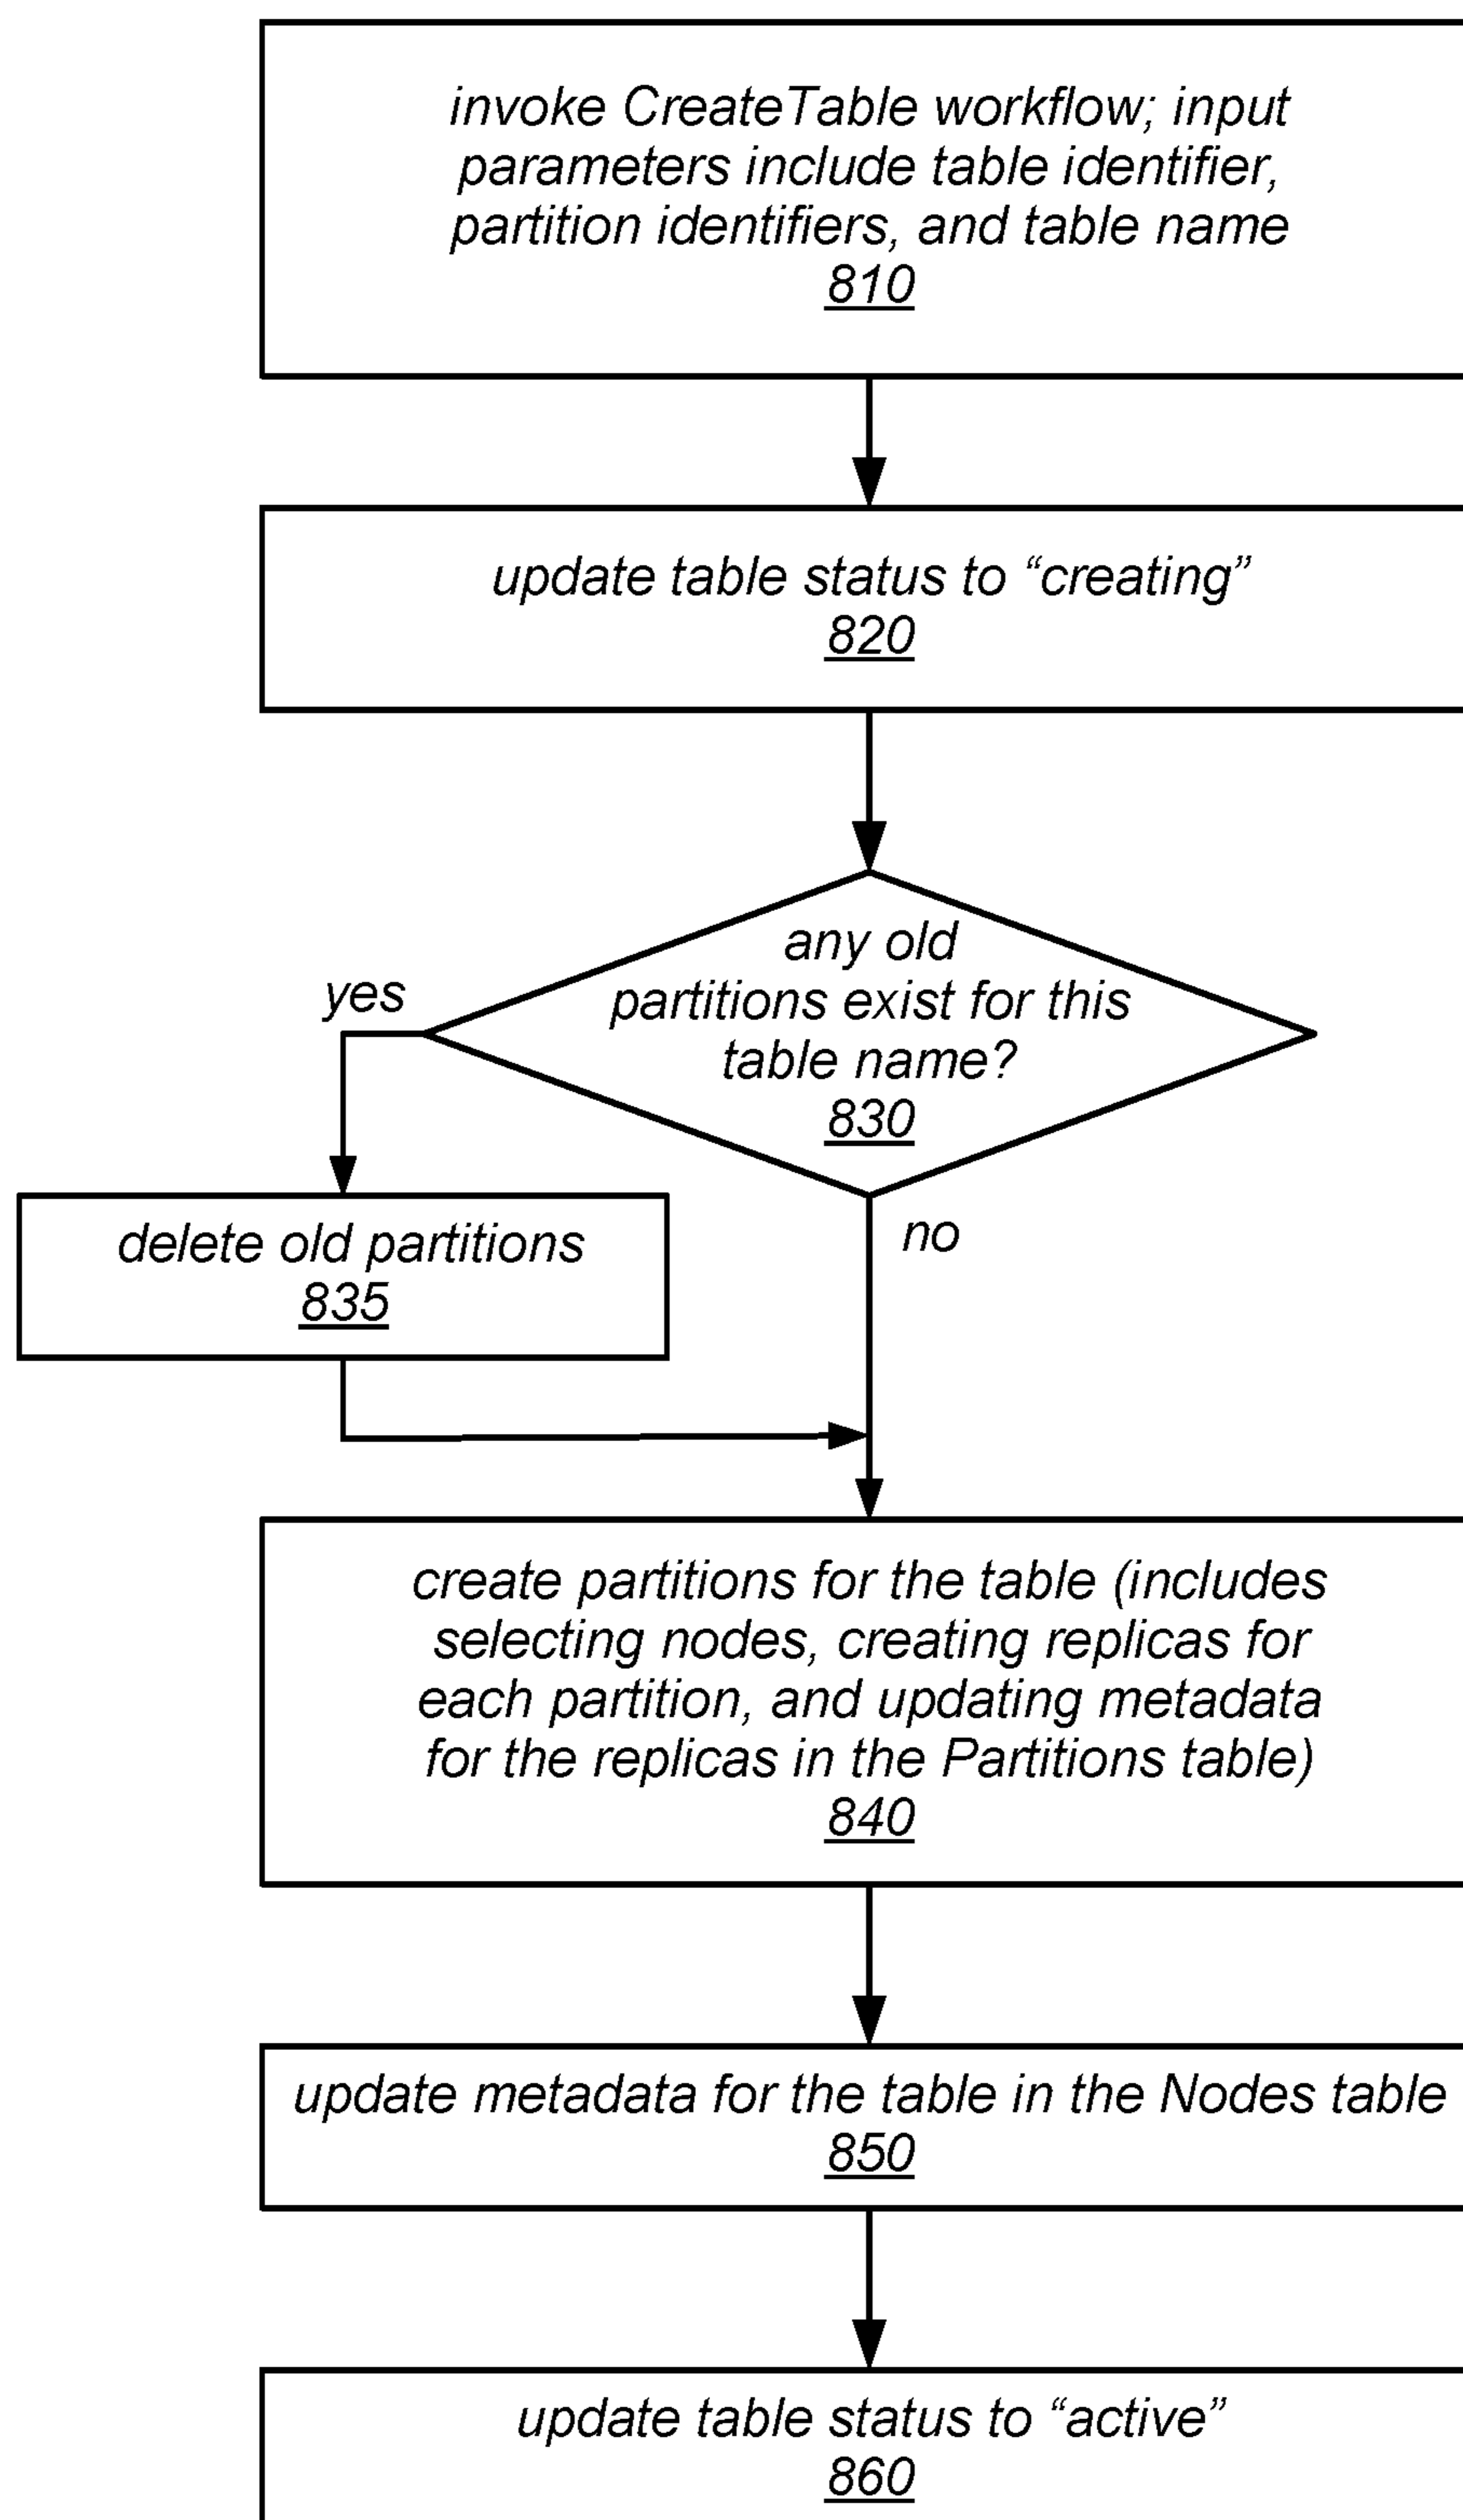 invoke CreateTable workflow; input
parameters include table identifier,
partition identifiers, and table name
810
update table status to “creating”
820
any old
partitions exist for this
table name?
830
yes
no
delete old partitions
835
create partitions for the table (includes
selecting nodes, creating replicas for
each partition, and updating metadata
for the replicas in the Partitions table)
840
update metadata for the table in the Nodes table
850
update table status to “active”
860